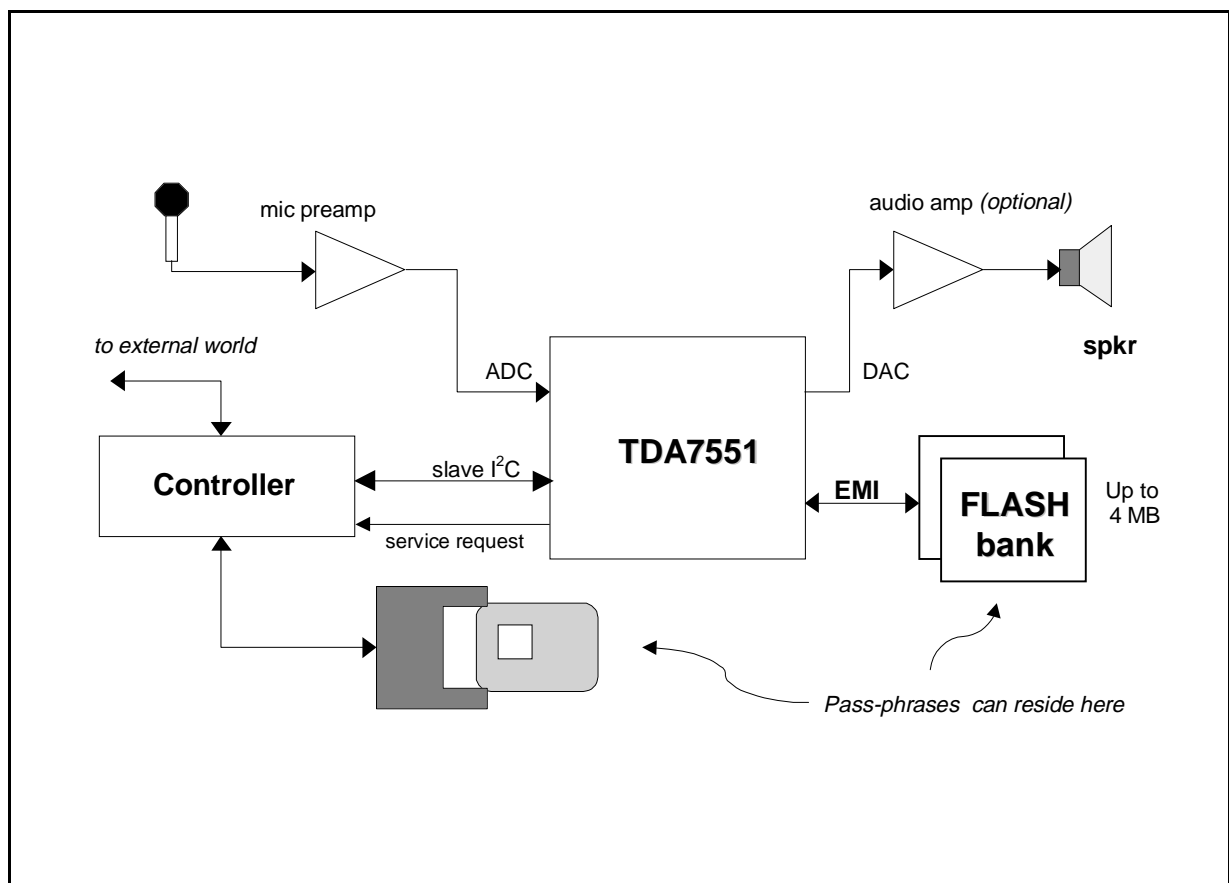 mic preamp
audio amp (optional)
to external world
ADC
DAC
spkr
Controller
slave I²C
service request
TDA7551
EMI
FLASH
bank
Up to
4 MB
Pass-phrases can reside here